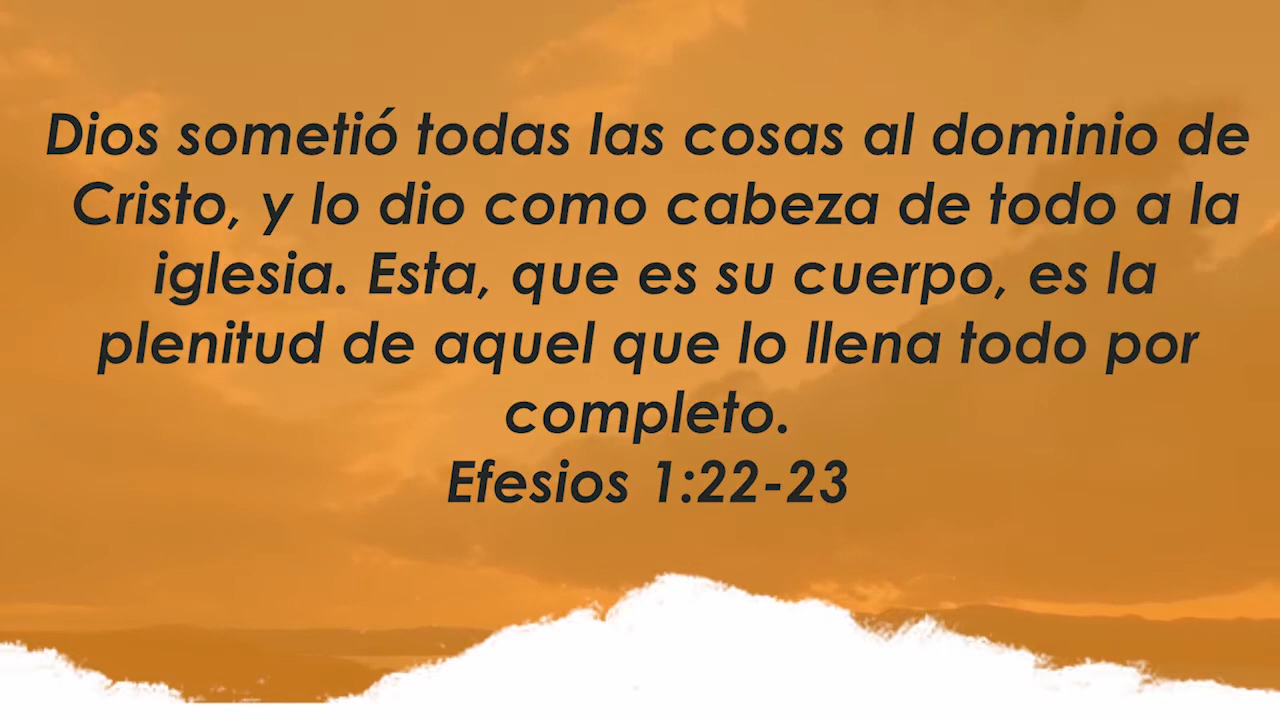 Dios sometió todas las cosas al dominio de
Cristo, y lo dio como cabeza de todo a la
iglesia. Esta, que es su cuerpo, es la
plenitud de aquel que lo llena todo por
completo.
Efesios 1:22-23